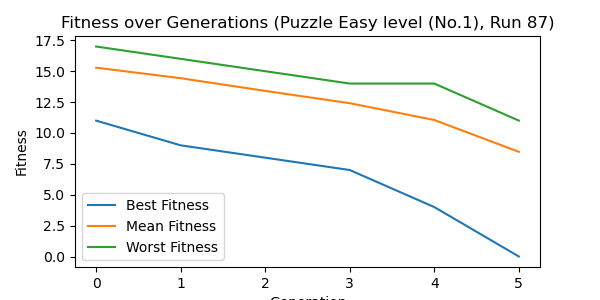 Fitness over Generations (Puzzle Easy level (No.1), Run 87)
17.5
15.0
12.5
10.0
7.5
5.0
2.5
0.0
Fitness
Best Fitness
Mean Fitness
Worst Fitness
0 1 2 3 4 5
Generation